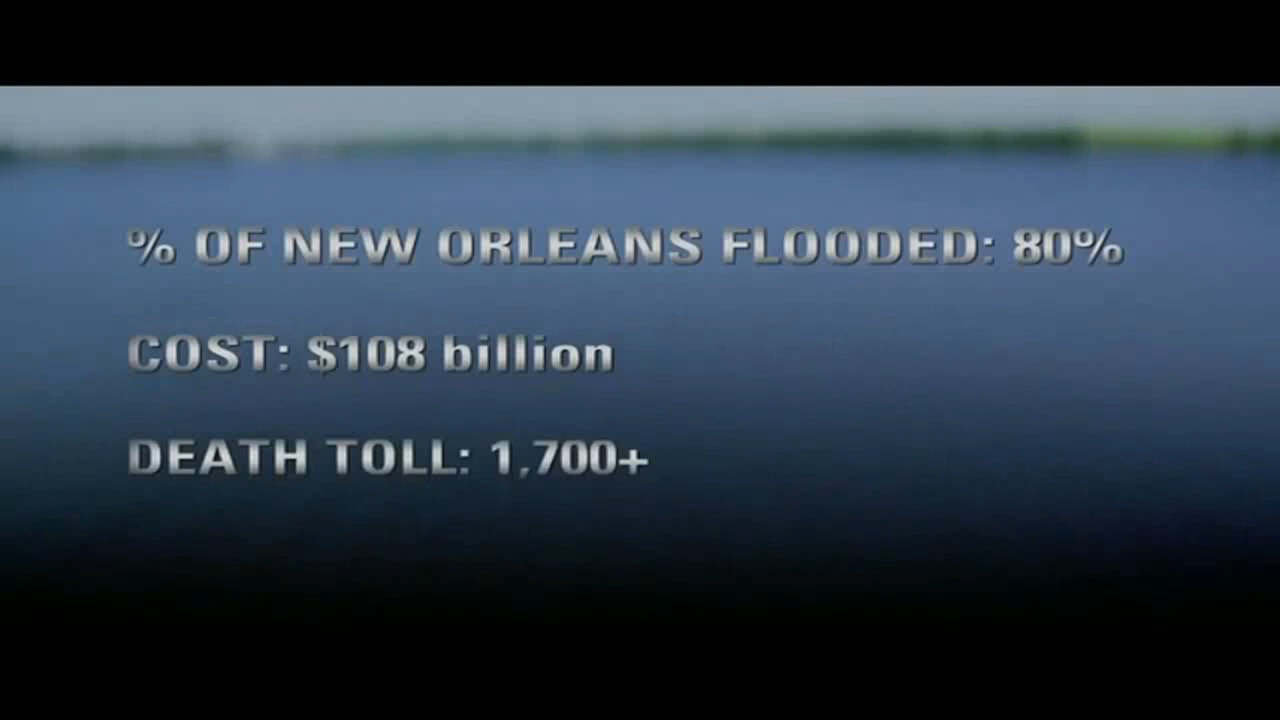 % OF NEW ORLEANS FLOODED: 80%
COST: $108 billion
DEATH TOLL: 1,700+